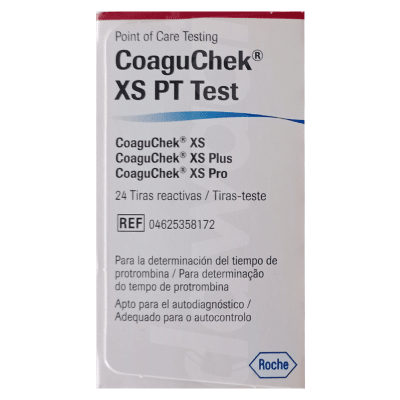 Point of Care Testing
CoaguChek®
XS PT Test
CoaguChek® XS
CoaguChek® XS Plus
CoaguChek® XS Pro
24 Tiras reactivas / Tiras-teste
REF 04625358172
Para la determinación del tiempo de
protrombina / Para determinação
do tempo de protrombina
Apto para el autodiagnóstico /
Adequado para o autocontrolo
Roche